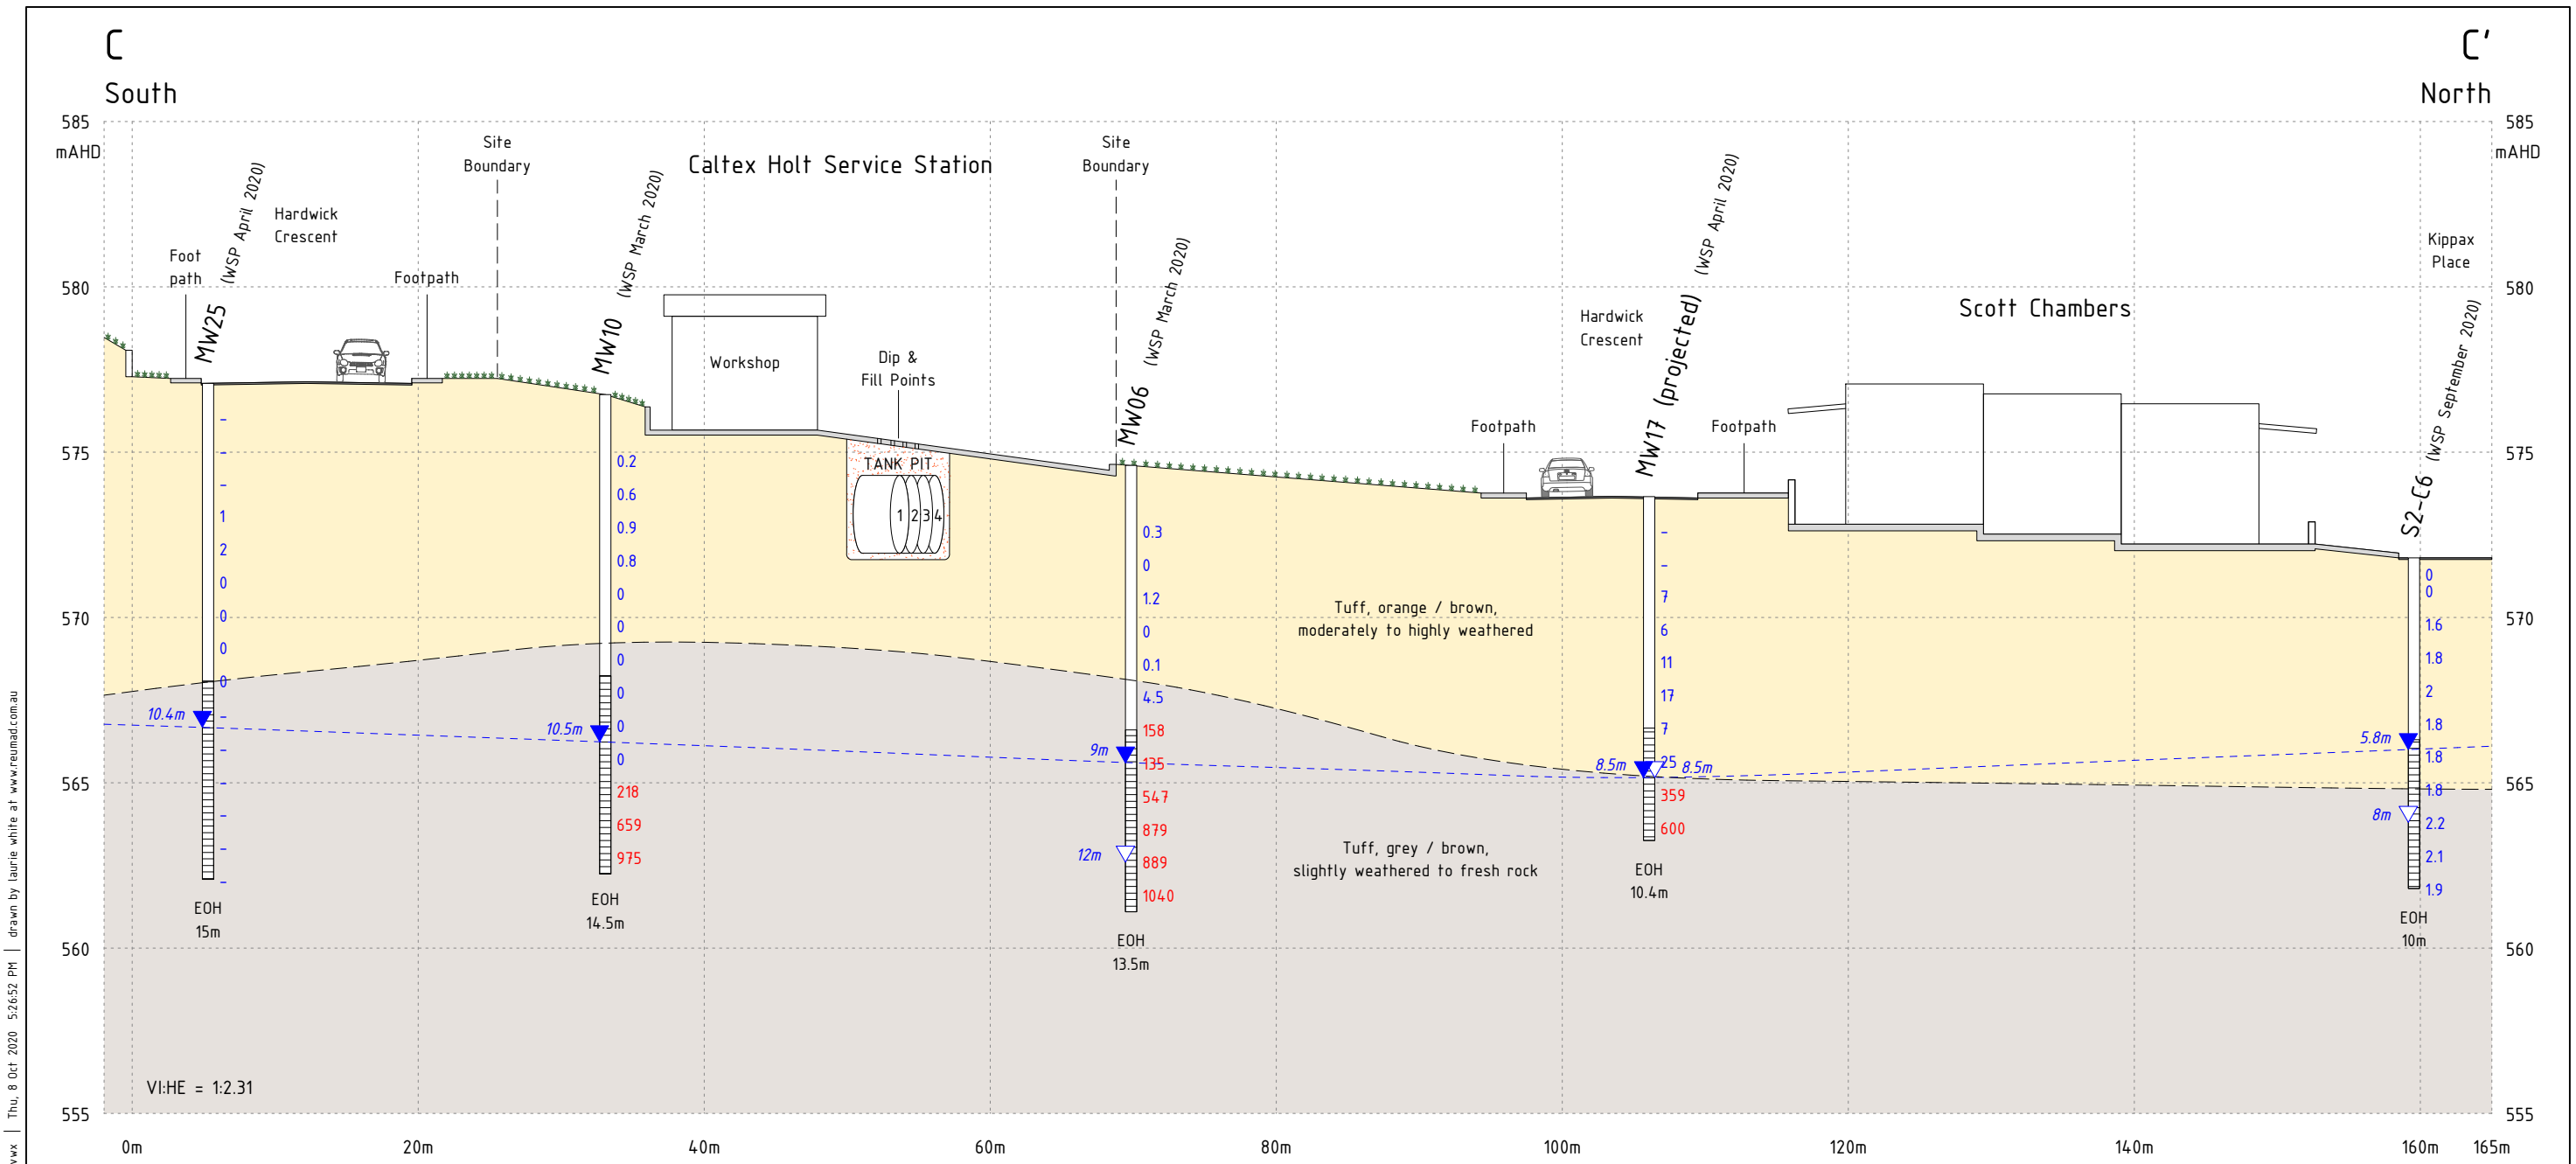 C
C'
South
North
585
mAHD
585
mAHD
Site
Boundary
Caltex Holt Service Station
Site
Boundary
Foot
path
MW25 (WSP April 2020)
Hardwick
Crescent
Footpath
MW10 (WSP March 2020)
Workshop
Dip &
Fill Points
TANK PIT
1 2 3 4
MW06 (WSP March 2020)
Footpath
Hardwick
Crescent
MW17 (projected) (WSP April 2020)
Footpath
Scott Chambers
Kippax
Place
S2-C6 (WSP September 2020)
580
580
575
575
570
570
565
565
560
560
555
555
-
-
-
1
2
0
0
0
0
-
-
-
-
-
-
10.4m
EOH
15m
0.2
0.6
0.9
0.8
0
0
0
0
0
0
218
659
975
10.5m
EOH
14.5m
0.3
0
1.2
0
0.1
4.5
158
135
547
879
889
1040
9m
12m
EOH
13.5m
Tuff, orange / brown,
moderately to highly weathered
Tuff, grey / brown,
slightly weathered to fresh rock
-
-
7
6
11
17
7
25
359
600
8.5m
8.5m
EOH
10.4m
0
0
1.6
1.8
2
1.8
1.8
1.8
2.2
2.1
1.9
5.8m
8m
EOH
10m
VI:HE = 1:2.31
0m
20m
40m
60m
80m
100m
120m
140m
160m
165m
vwx | Thu, 8 Oct 2020 5:26:52 PM | drawn by laurie white at www.reumad.com.au